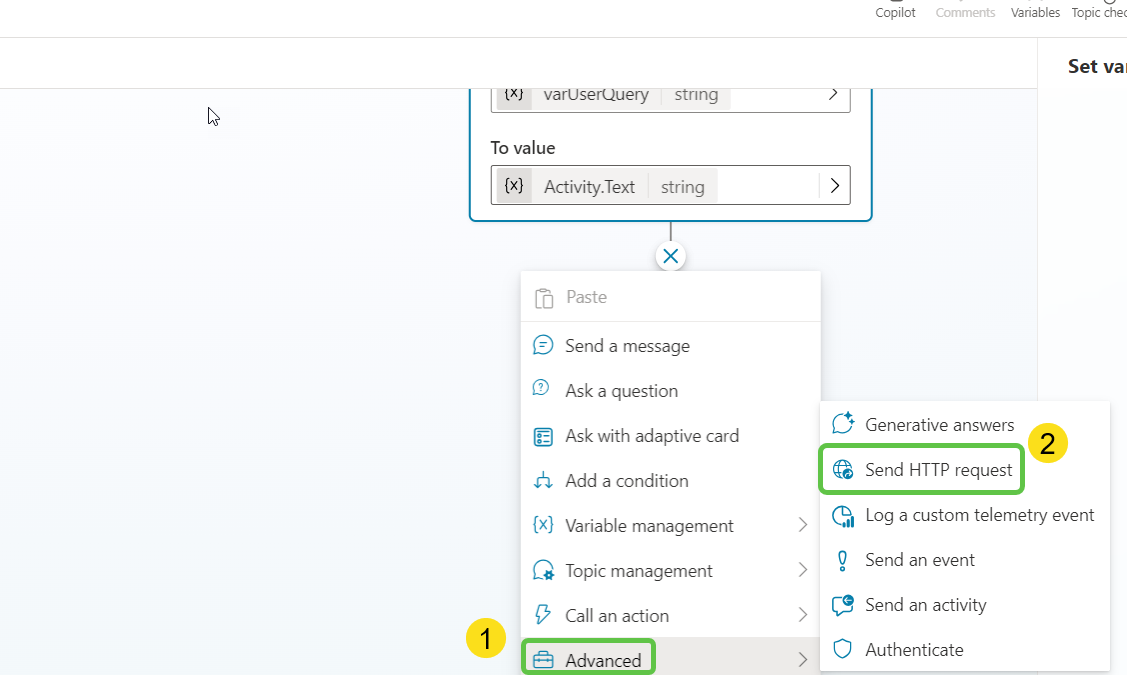 Copilot
Comments
Variables
Topic chec
Set var
{x} varUserQuery string
To value
{x} Activity.Text string
Paste
Send a message
Ask a question
Ask with adaptive card
Add a condition
{x} Variable management
Topic management
Call an action
1 Advanced
Generative answers
Send HTTP request 2
Log a custom telemetry event
Send an event
Send an activity
Authenticate